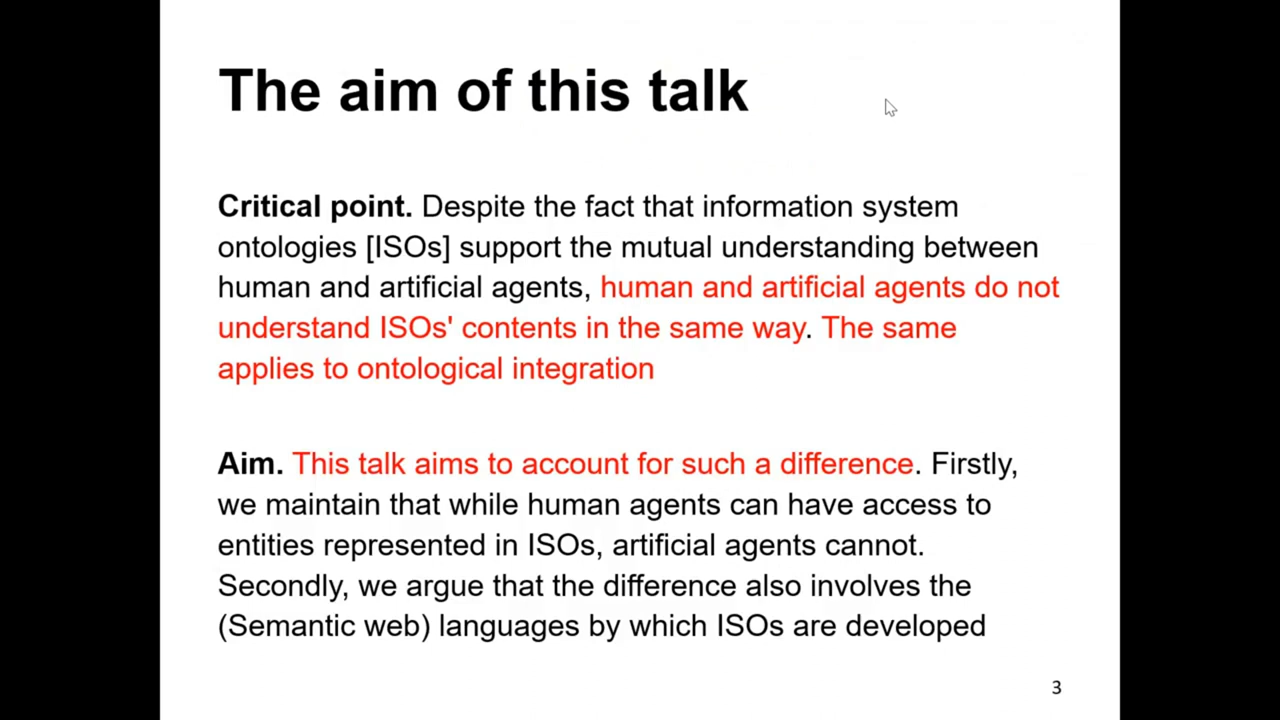 The aim of this talk
Critical point. Despite the fact that information system
ontologies [ISOs] support the mutual understanding between
human and artificial agents, human and artificial agents do not
understand ISOs' contents in the same way. The same
applies to ontological integration
Aim. This talk aims to account for such a difference. Firstly,
we maintain that while human agents can have access to
entities represented in ISOs, artificial agents cannot.
Secondly, we argue that the difference also involves the
(Semantic web) languages by which ISOs are developed
3